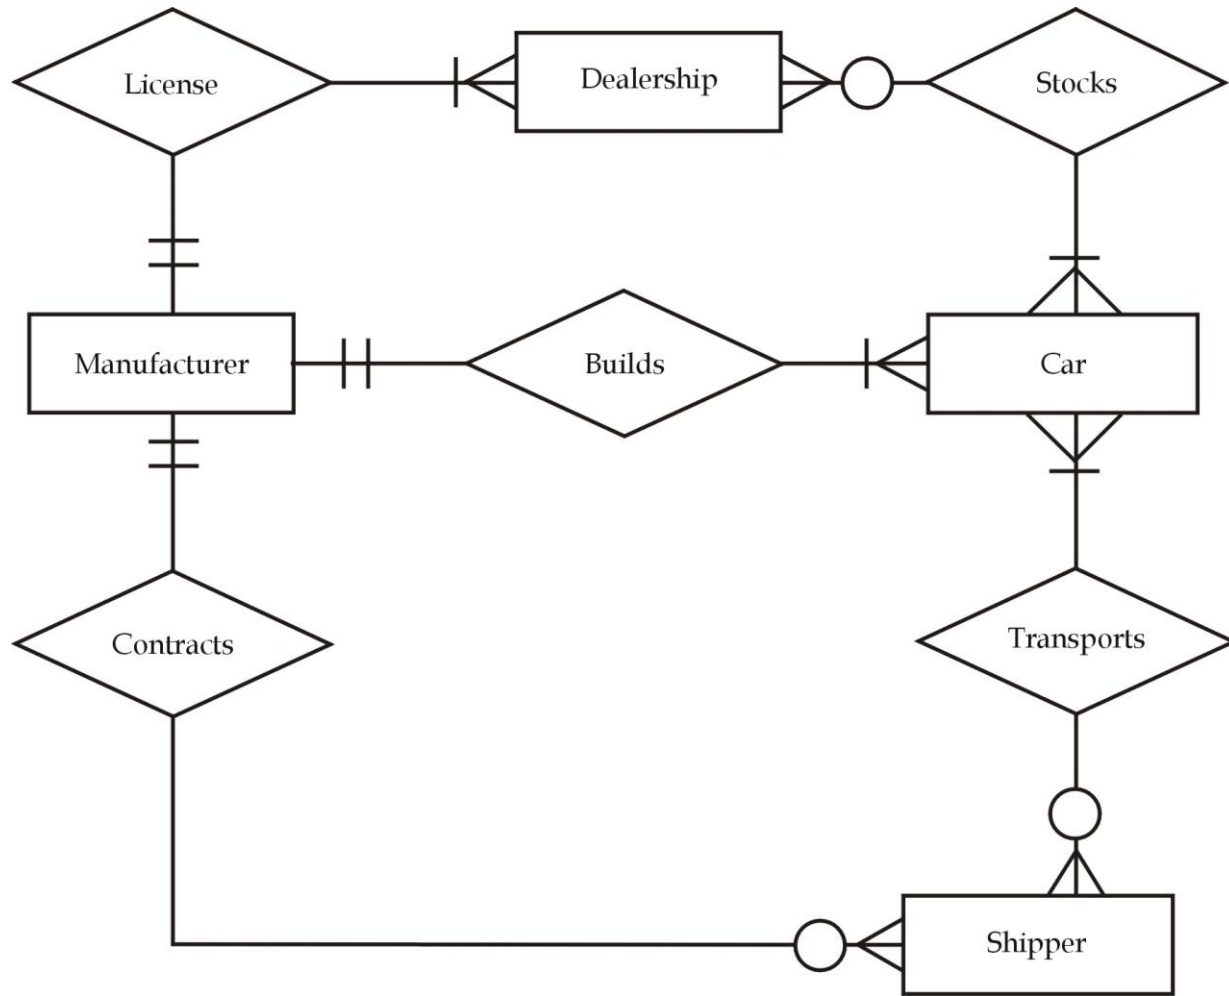 License
Dealership
Stocks
Manufacturer
Builds
Car
Contracts
Transports
Shipper